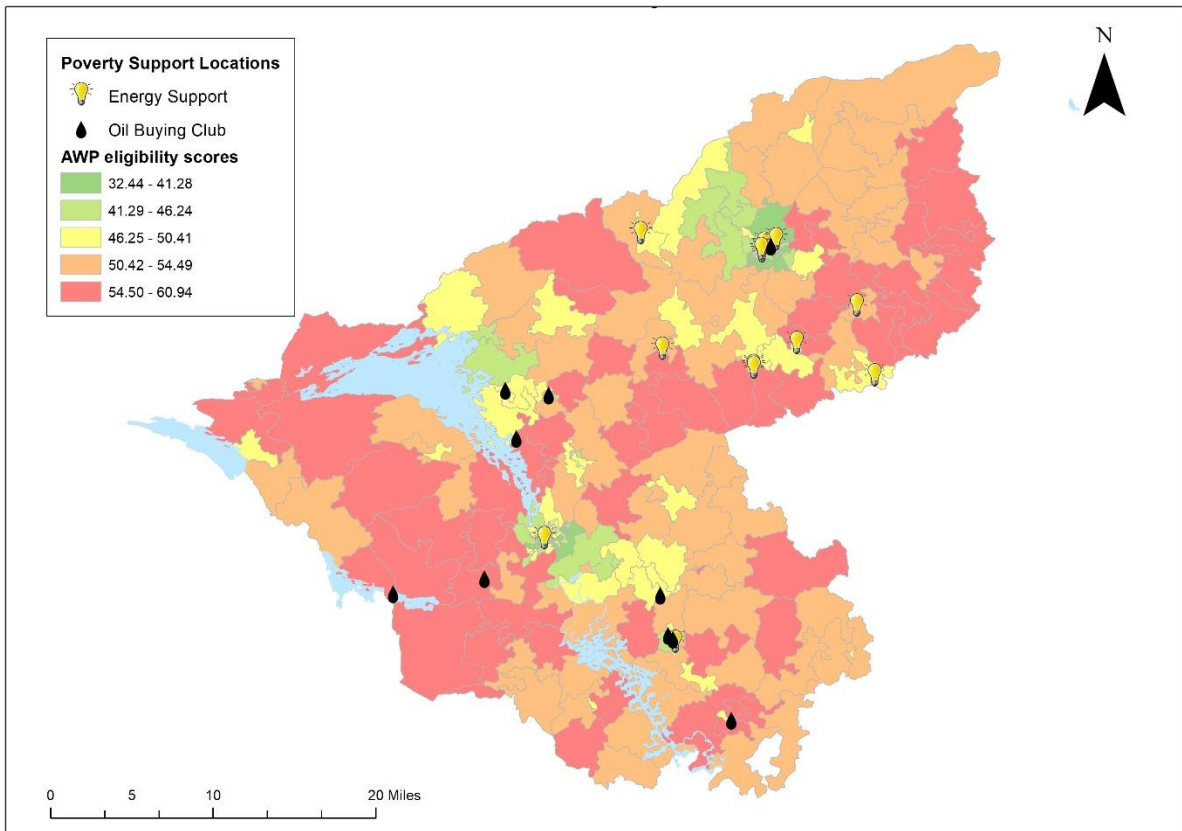 Poverty Support Locations
Energy Support
Oil Buying Club
AWP eligibility scores
32.44 - 41.28
41.29 - 46.24
46.25 - 50.41
50.42 - 54.49
54.50 - 60.94
N
0 5 10 20 Miles